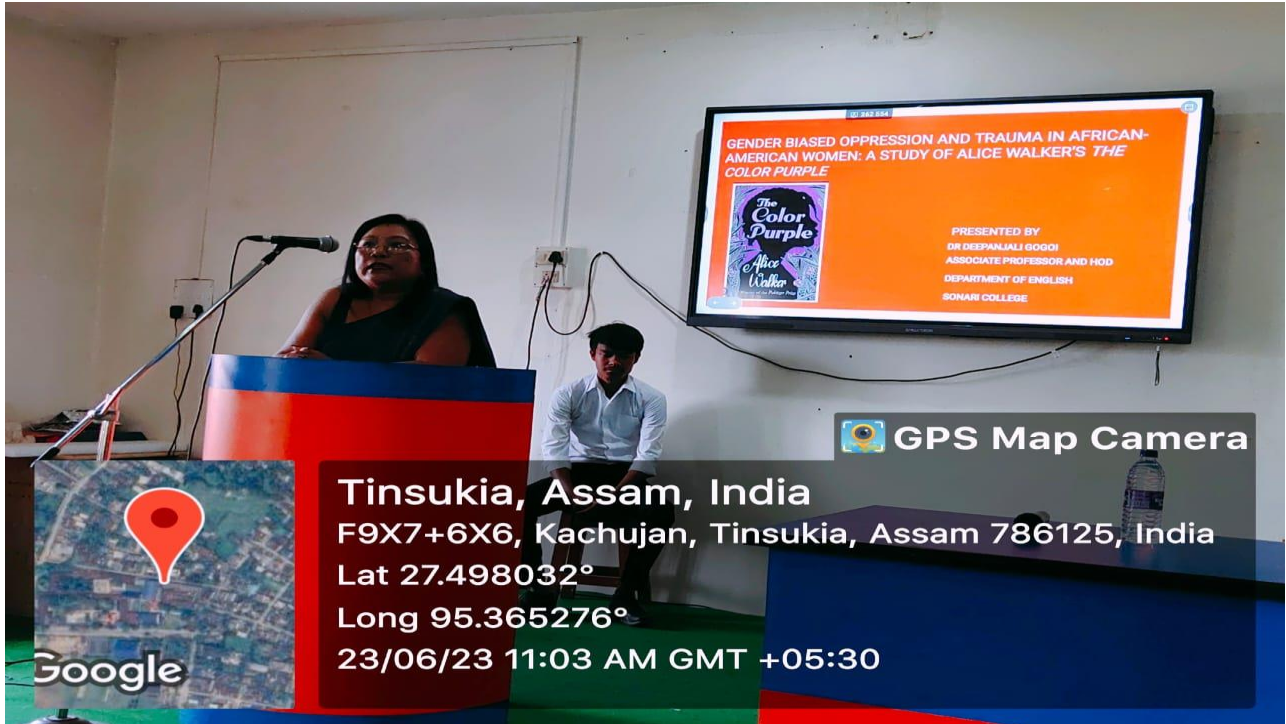 GENDER BIASED OPPRESSION AND TRAUMA IN AFRICAN-
AMERICAN WOMEN: A STUDY OF ALICE WALKER'S THE
COLOR PURPLE
The
Color
Purple
Alice
Walker
PRESENTED BY
DR DEEPANJALI GOGOI
ASSOCIATE PROFESSOR AND HOD
DEPARTMENT OF ENGLISH
SONARI COLLEGE
GPS Map Camera
Tinsukia, Assam, India
F9X7+6X6, Kachujan, Tinsukia, Assam 786125, India
Lat 27.498032°
Long 95.365276°
23/06/23 11:03 AM GMT +05:30
Google